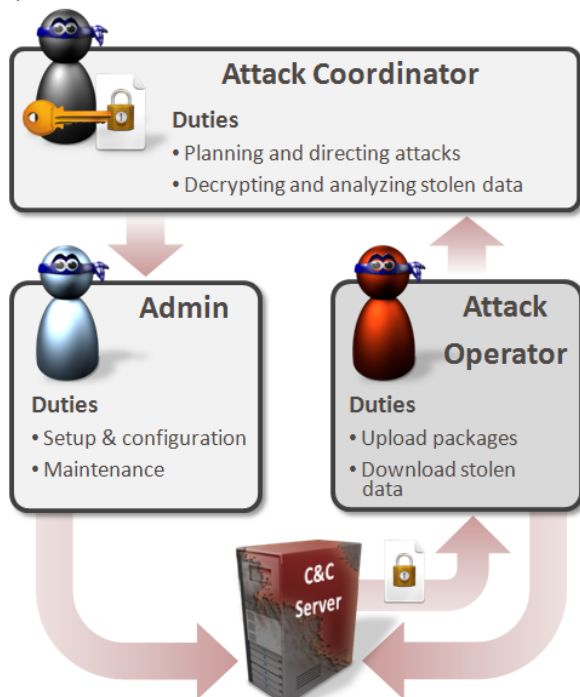 Attack Coordinator
Duties
• Planning and directing attacks
• Decrypting and analyzing stolen data
Admin
Duties
• Setup & configuration
• Maintenance
Attack
Operator
Duties
• Upload packages
• Download stolen
data
C&C
Server